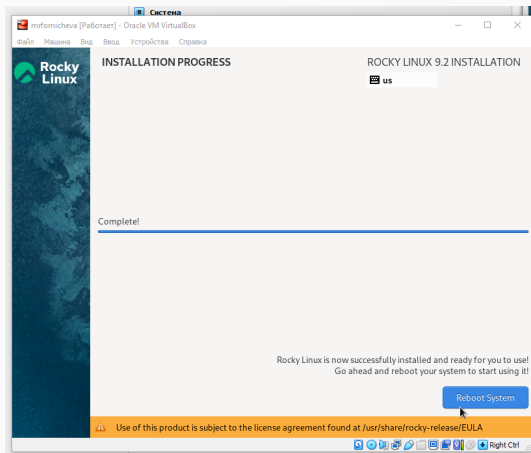 Система
mrfomicheva [Работает] - Oracle VM VirtualBox
Файл Машина Вид Ввод Устройства Справка
Rocky
Linux
INSTALLATION PROGRESS
ROCKY LINUX 9.2 INSTALLATION
us
Complete!
Rocky Linux is now successfully installed and ready for you to use!
Go ahead and reboot your system to start using it!
Reboot System
Use of this product is subject to the license agreement found at /usr/share/rocky-release/EULA
Right Ctrl